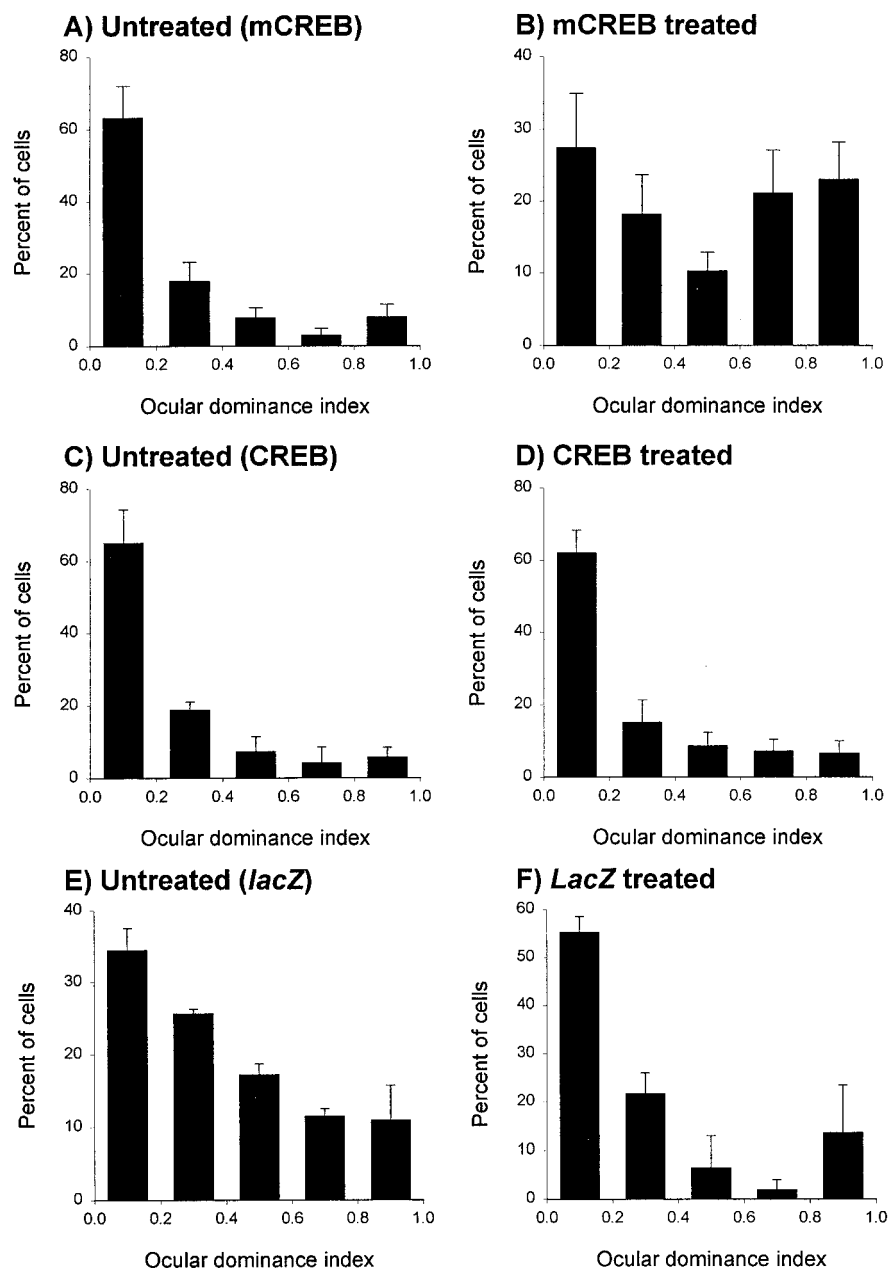 A) Untreated (mCREB)
80
60
40
20
0
0.0 0.2 0.4 0.6 0.8 1.0
Percent of cells
Ocular dominance index
B) mCREB treated
40
30
20
10
0
0.0 0.2 0.4 0.6 0.8 1.0
Percent of cells
Ocular dominance index
C) Untreated (CREB)
80
60
40
20
0
0.0 0.2 0.4 0.6 0.8 1.0
Percent of cells
Ocular dominance index
D) CREB treated
80
60
40
20
0
0.0 0.2 0.4 0.6 0.8 1.0
Percent of cells
Ocular dominance index
E) Untreated (lacZ)
40
30
20
10
0
0.0 0.2 0.4 0.6 0.8 1.0
Percent of cells
Ocular dominance index
F) LacZ treated
60
50
40
30
20
10
0
0.0 0.2 0.4 0.6 0.8 1.0
Percent of cells
Ocular dominance index